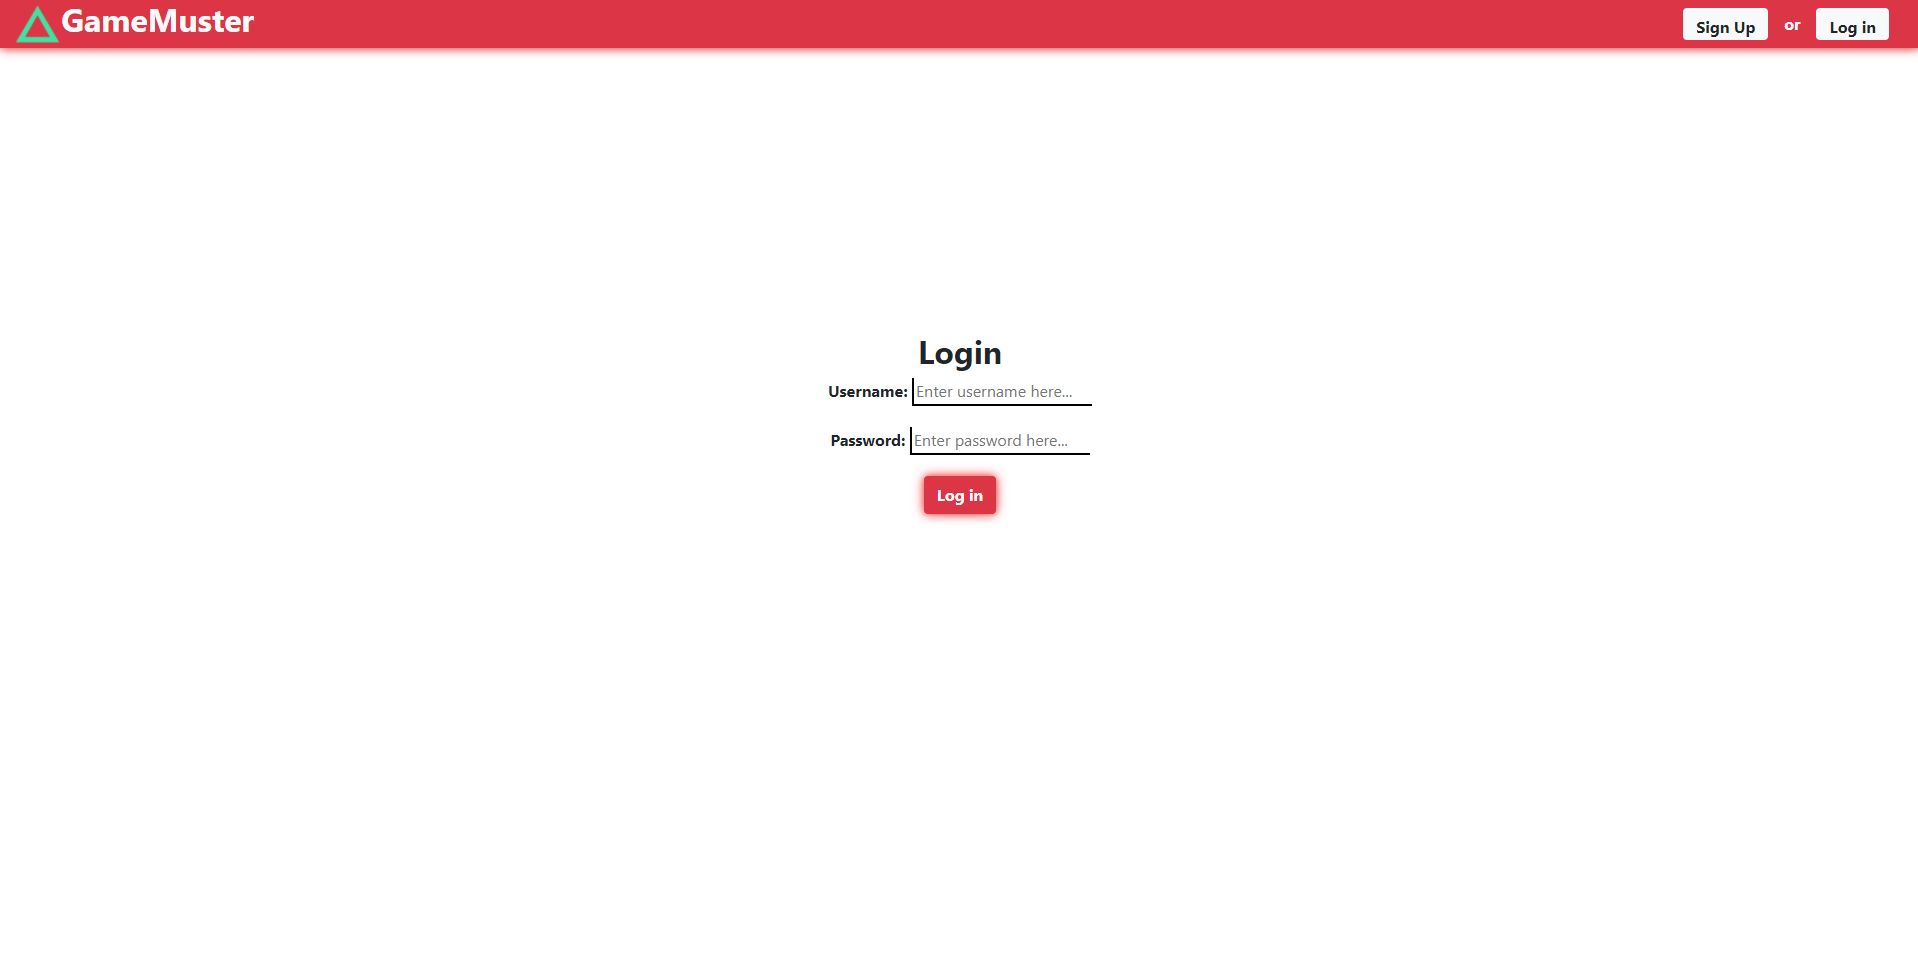 GameMuster
Sign Up or Log in
Login
Username: Enter username here...
Password: Enter password here...
Log in